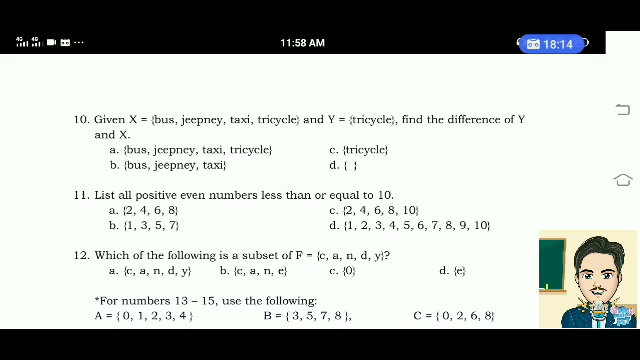 4G 4G 11:58 AM 18:14
10. Given X = {bus, jeepney, taxi, tricycle} and Y = {tricycle}, find the difference of Y
and X.
a. {bus, jeepney, taxi, tricycle} c. {tricycle}
b. {bus, jeepney, taxi} d. { }
11. List all positive even numbers less than or equal to 10.
a. {2, 4, 6, 8} c. {2, 4, 6, 8, 10}
b. {1, 3, 5, 7} d. {1, 2, 3, 4, 5, 6, 7, 8, 9, 10}
12. Which of the following is a subset of F = {c, a, n, d, y}?
a. {c, a, n, d, y} b. {c, a, n, e} c. {0} d. {e}
*For numbers 13 – 15, use the following:
A = { 0, 1, 2, 3, 4 } B = { 3, 5, 7, 8 }, C = { 0, 2, 6, 8}